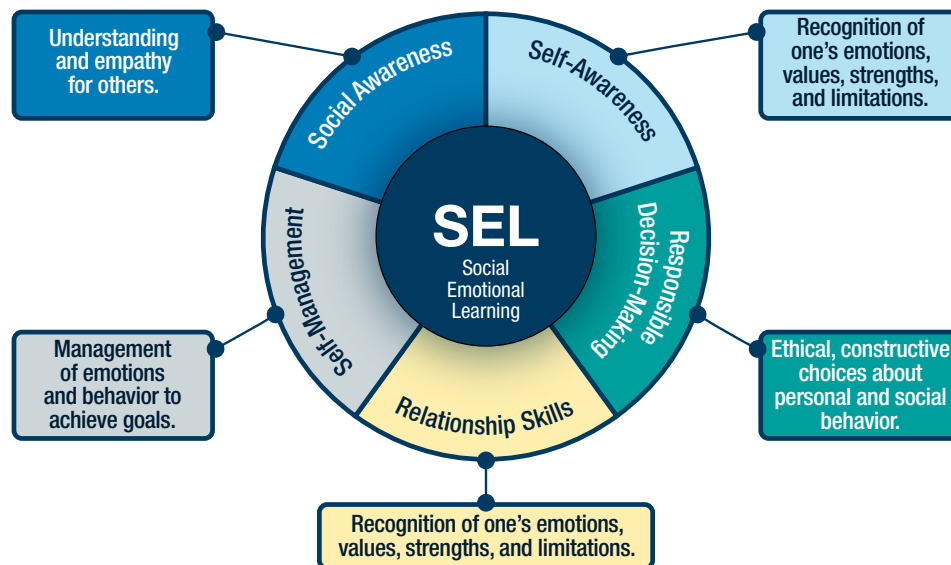 Understanding
and empathy
for others.
Social Awareness
Self-Awareness
Recognition of
one's emotions,
values, strengths,
and limitations.
SEL
Social
Emotional
Learning
Self-Management
Responsible
Decision-Making
Management
of emotions
and behavior to
achieve goals.
Relationship Skills
Ethical, constructive
choices about
personal and social
behavior.
Recognition of one's emotions,
values, strengths, and limitations.